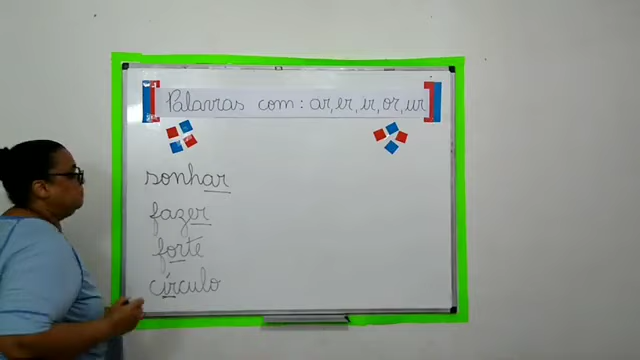 Palavras com: ar, er, ir, or, ur
sonhar
fazer
forte
círculo